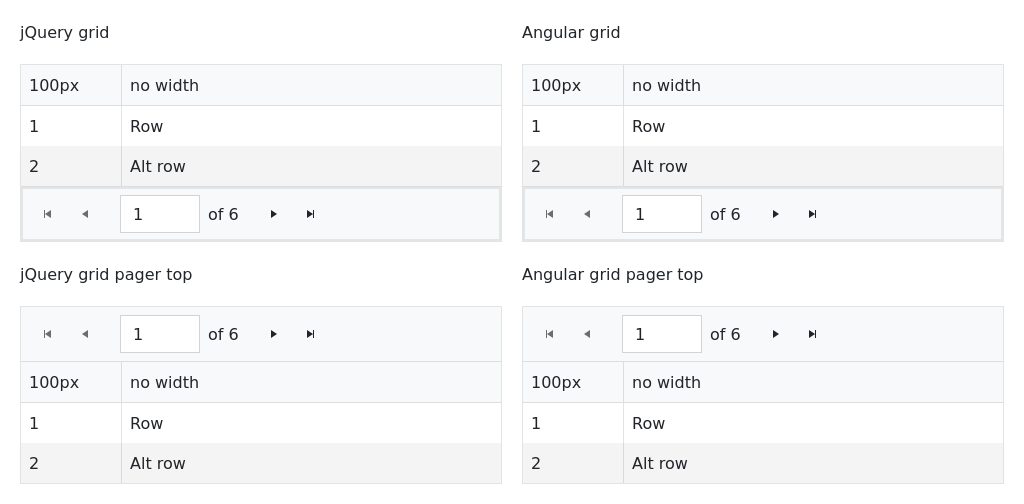 jQuery grid
100px no width
1 Row
2 Alt row
1 of 6
Angular grid
100px no width
1 Row
2 Alt row
1 of 6
jQuery grid pager top
1 of 6
100px no width
1 Row
2 Alt row
Angular grid pager top
1 of 6
100px no width
1 Row
2 Alt row